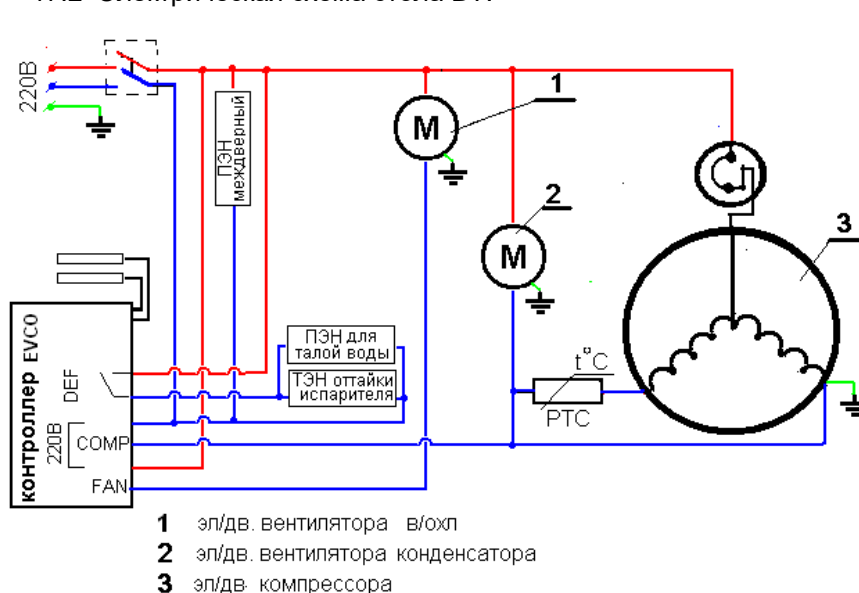 220В
ПЭН междверный
1
М
2
М
3
контроллер EVCO
DEF
220В
COMP
FAN
ПЭН для
талой воды
ТЭН оттайки
испарителя
t°C
РТС
1 эл/дв. вентилятора в/охл
2 эл/дв. вентилятора конденсатора
3 эл/дв. компрессора